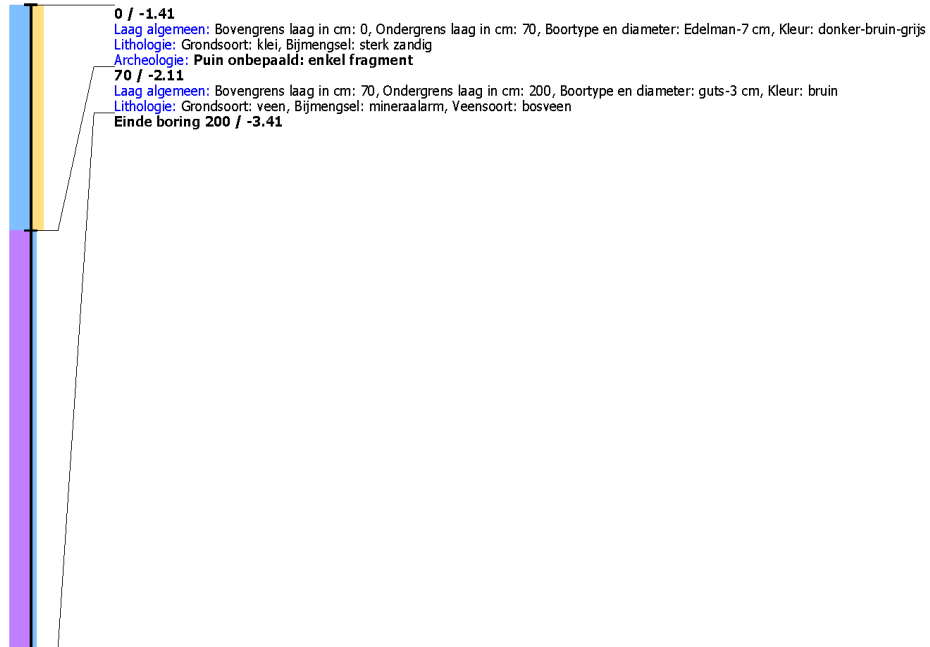 0 / -1.41
Laag algemeen: Bovengrens laag in cm: 0, Ondergrens laag in cm: 70, Boortype en diameter: Edelman-7 cm, Kleur: donker-bruin-grijs
Lithologie: Grondsoort: klei, Bijmengsel: sterk zandig
Archeologie: Puin onbepaald: enkel fragment
70 / -2.11
Laag algemeen: Bovengrens laag in cm: 70, Ondergrens laag in cm: 200, Boortype en diameter: guts-3 cm, Kleur: bruin
Lithologie: Grondsoort: veen, Bijmengsel: mineraalarm, Veensoort: bosveen
Einde boring 200 / -3.41